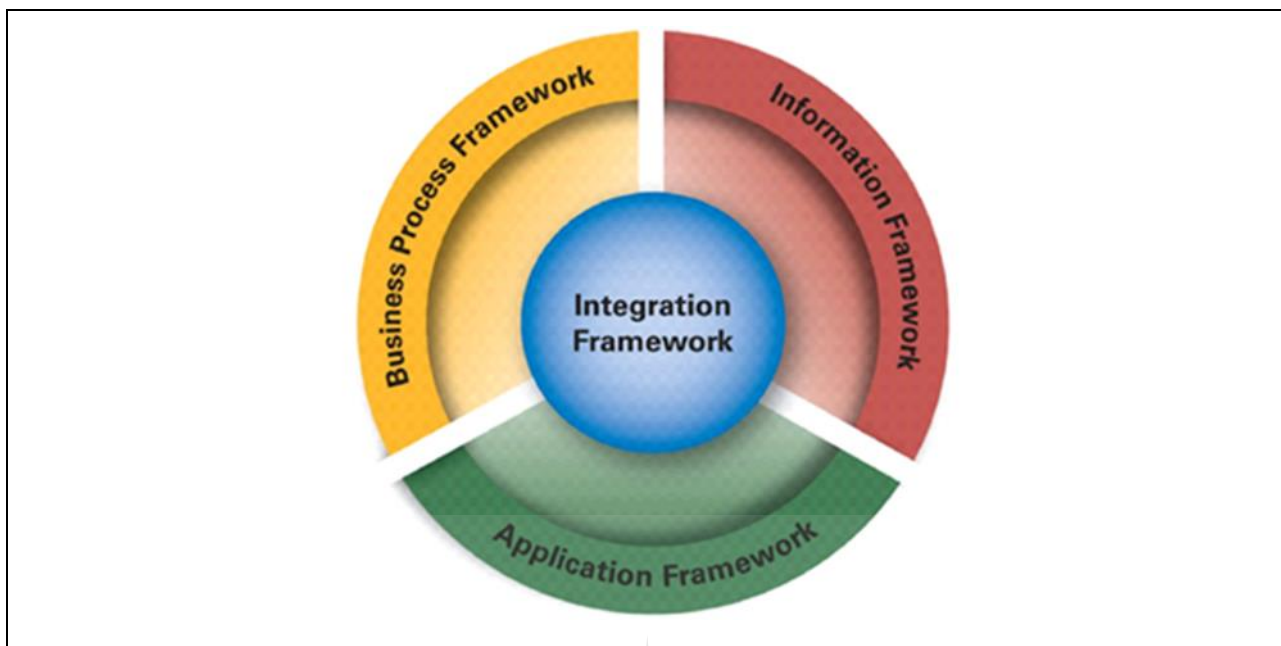 Business Process Framework
Information Framework
Integration
Framework
Application Framework